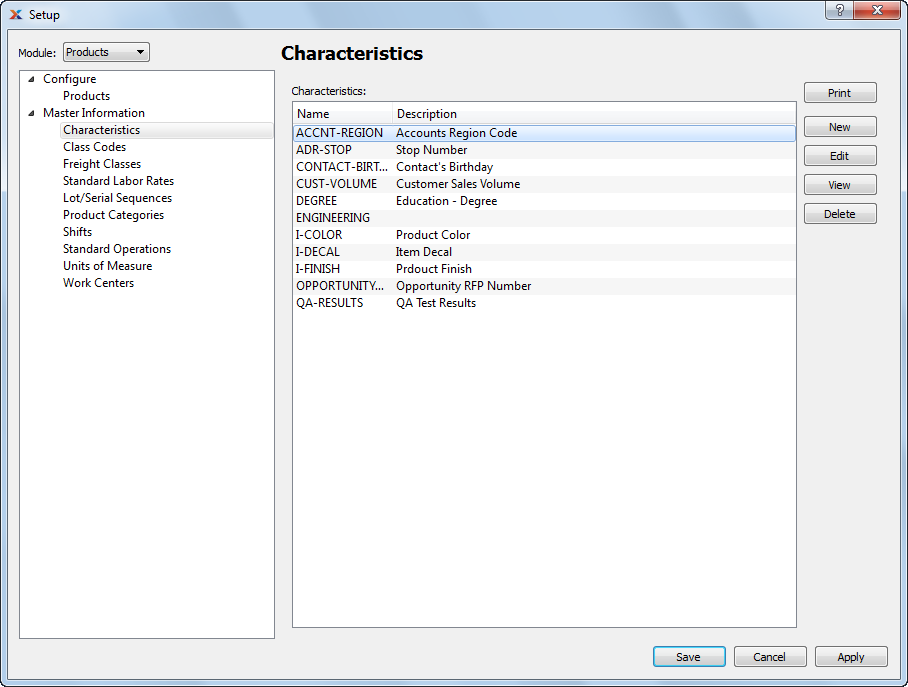 Setup
?
Module: Products
Configure
Products
Master Information
Characteristics
Class Codes
Freight Classes
Standard Labor Rates
Lot/Serial Sequences
Product Categories
Shifts
Standard Operations
Units of Measure
Work Centers
Characteristics
Characteristics:
Name Description
ACCNT-REGION Accounts Region Code
ADR-STOP Stop Number
CONTACT-BIRT... Contact's Birthday
CUST-VOLUME Customer Sales Volume
DEGREE Education - Degree
ENGINEERING
I-COLOR Product Color
I-DECAL Item Decal
I-FINISH Prdouct Finish
OPPORTUNITY... Opportunity RFP Number
QA-RESULTS QA Test Results
Print
New
Edit
View
Delete
Save Cancel Apply